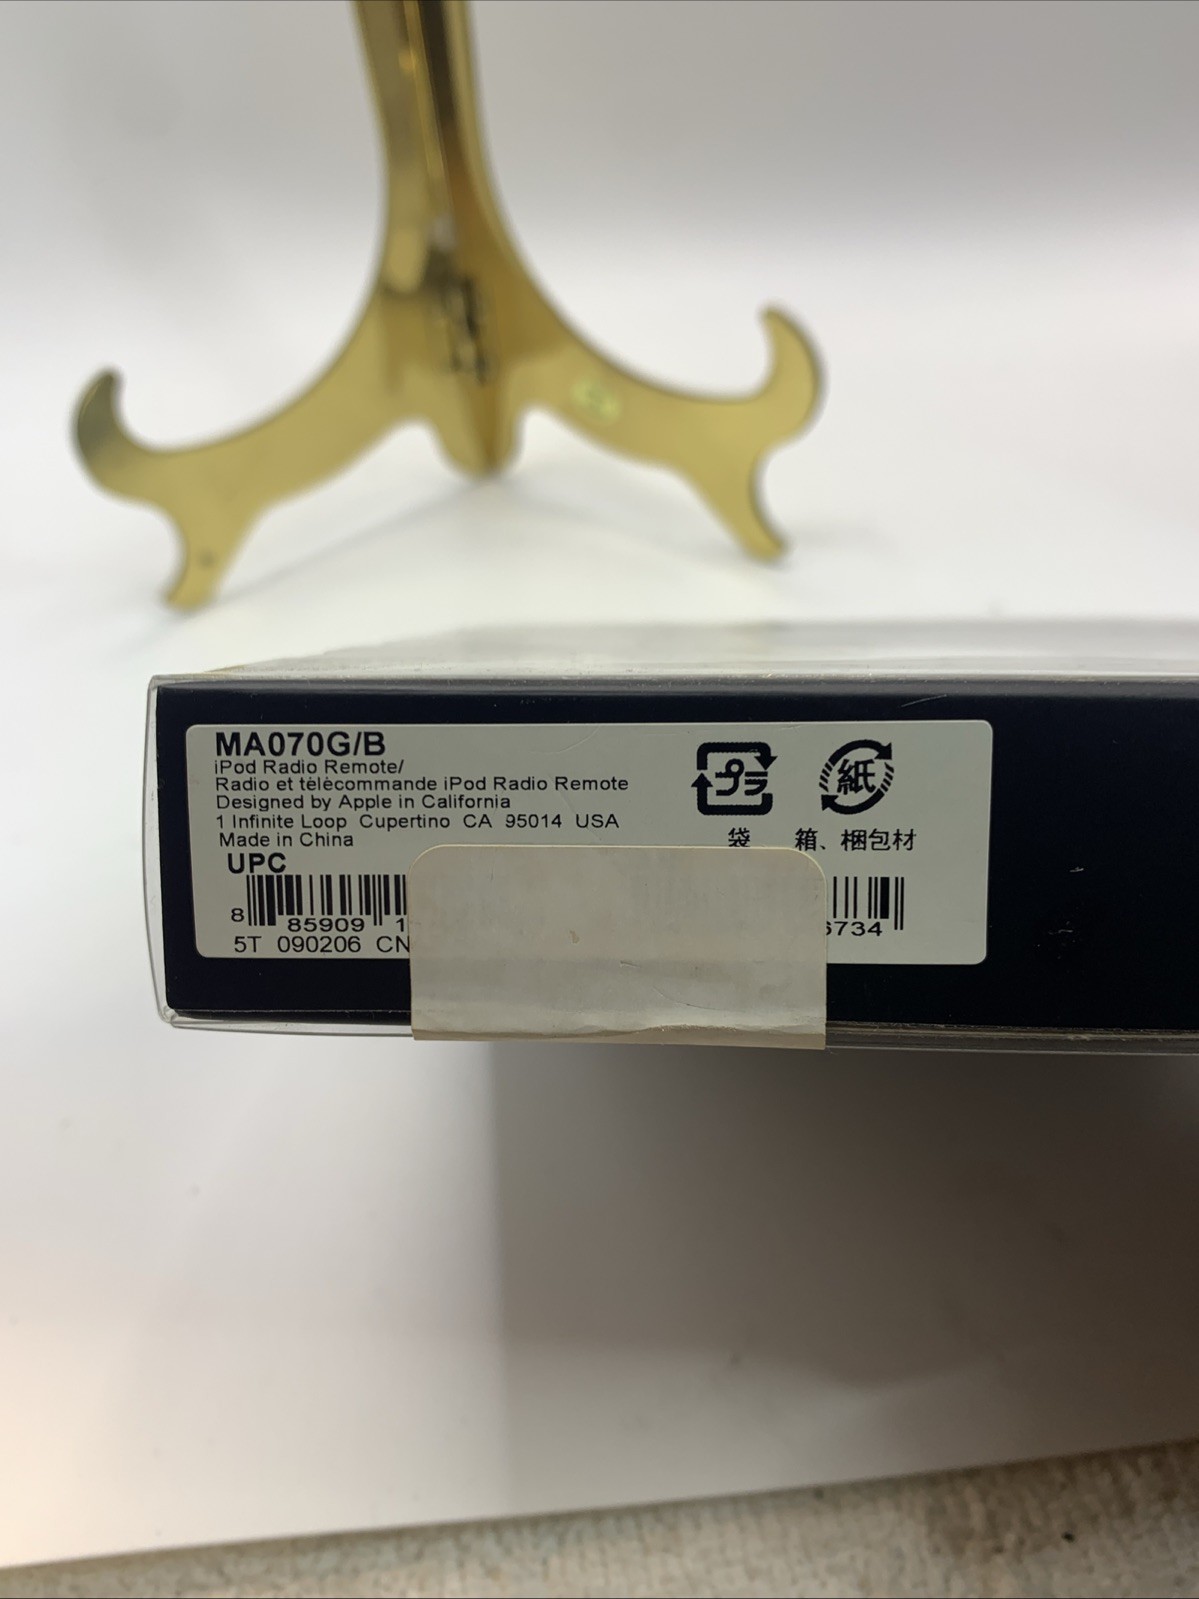 MA070G/B
iPod Radio Remote/
Radio et télécommande iPod Radio Remote
Designed by Apple in California
1 Infinite Loop Cupertino CA 95014 USA
Made in China
UPC
8 85909 1
6734
5T 090206 CN
プラ
紙
袋
箱、梱包材